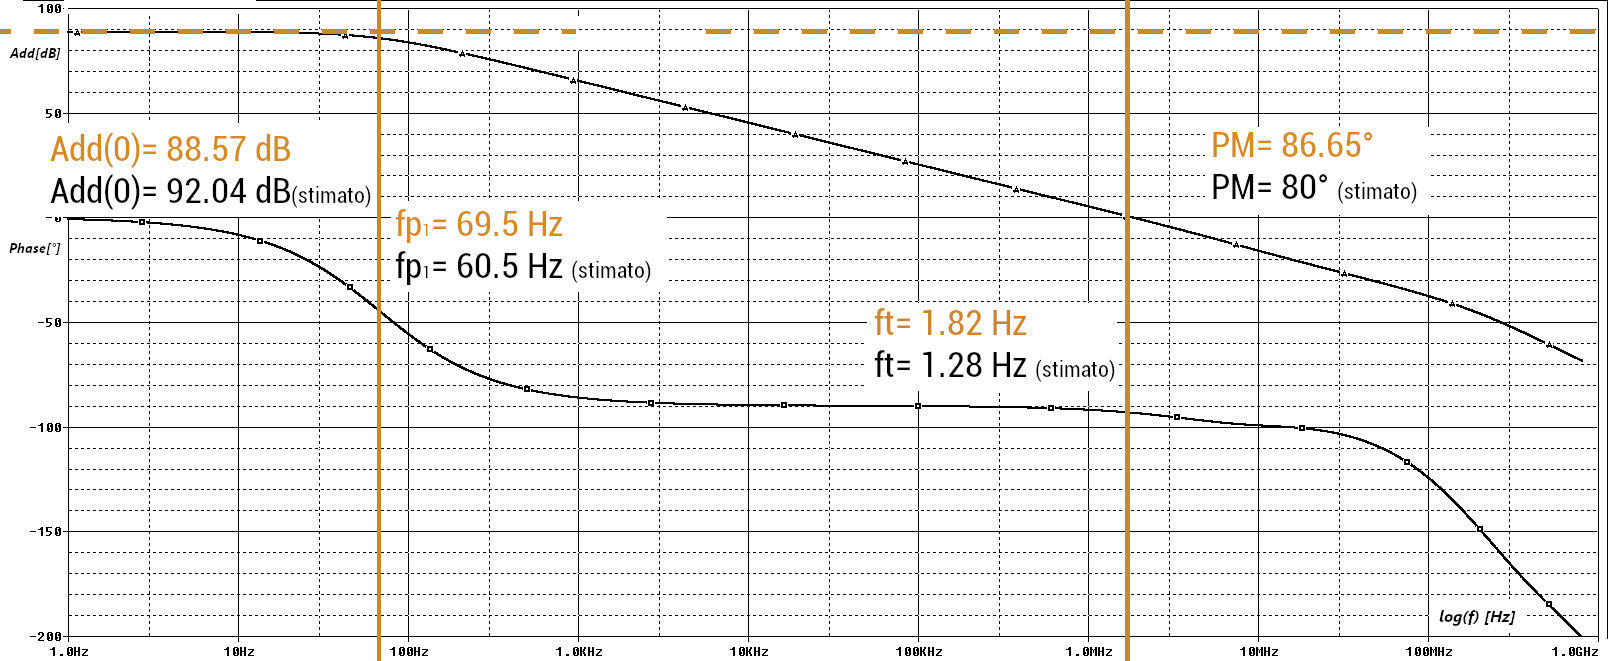 100
Add[dB]
50
Add(0)= 88.57 dB
Add(0)= 92.04 dB(stimato)
PM= 86.65°
PM= 80° (stimato)
-0
Phase[°]
fp1= 69.5 Hz
fp1= 60.5 Hz (stimato)
ft= 1.82 Hz
ft= 1.28 Hz (stimato)
-50
-100
-150
-200
log(f) [Hz]
1.0Hz 10Hz 100Hz 1.0KHz 10KHz 100KHz 1.0MHz 10MHz 100MHz 1.0GHz